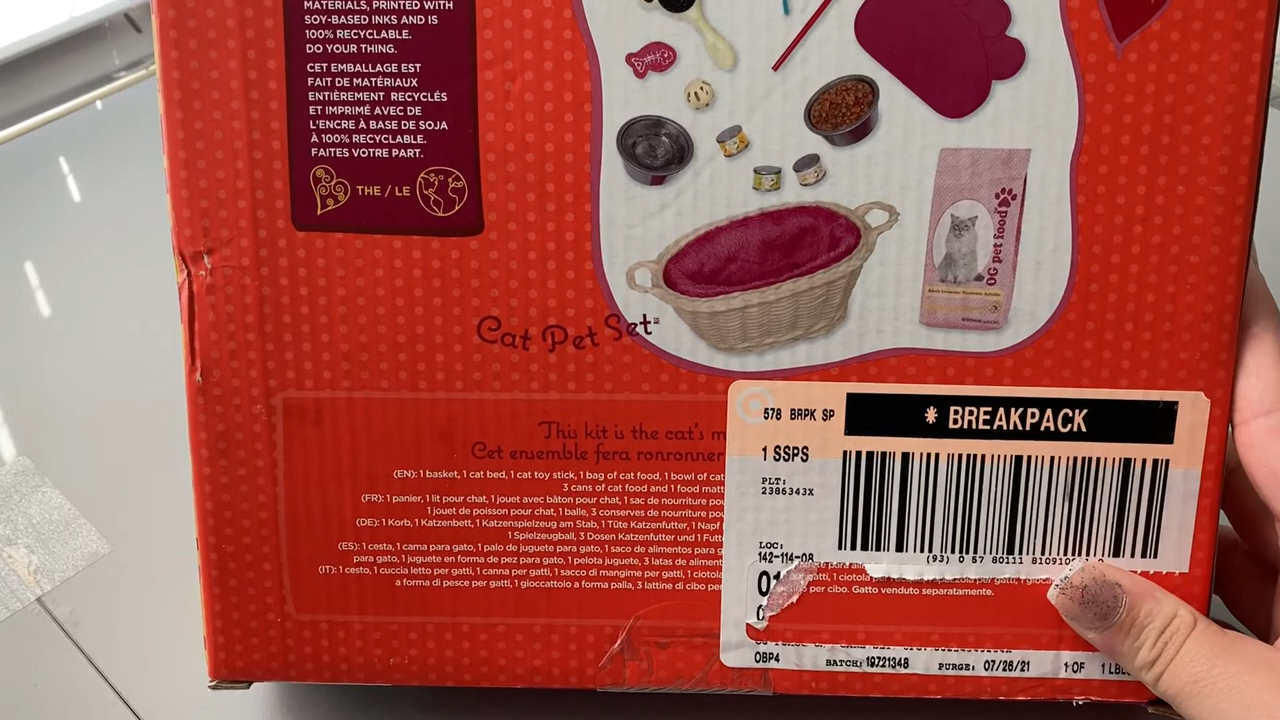 MATERIALS, PRINTED WITH
SOY-BASED INKS AND IS
100% RECYCLABLE.
DO YOUR THING.
CET EMBALLAGE EST
FAIT DE MATÉRIAUX
ENTIÈREMENT RECYCLÉS
ET IMPRIMÉ AVEC DE
L'ENCRE À BASE DE SOJA
À 100% RECYCLABLE.
FAITES VOTRE PART.
THE / LE
OG pet food
Cat Pet Set
This kit is the cat's m
Cet ensemble fera ronronner
(EN): 1 basket, 1 cat bed, 1 cat toy stick, 1 bag of cat food, 1 bowl of cat
3 cans of cat food and 1 food matt
(FR): 1 panier, 1 lit pour chat, 1 jouet avec bâton pour chat, 1 sac de nourriture pou
1 jouet de poisson pour chat, 1 balle, 3 conserves de nourriture pou
(DE): 1 Korb, 1 Katzenbett, 1 Katzenspielzeug am Stab, 1 Tüte Katzenfutter, 1 Napf
1 Spielzeugball, 3 Dosen Katzenfutter und 1 Futte
(ES): 1 cesta, 1 cama para gato, 1 palo de juguete para gato, 1 saco de alimentos para g
para gato, 1 juguete en forma de pez para gato, 1 pelota juguete, 3 latas de aliment
(IT): 1 cesto, 1 cuccia letto per gatti, 1 canna per gatti, 1 sacco di mangime per gatti, 1 ciotola
a forma di pesce per gatti, 1 gioccattolo a forma palla, 3 lattine di cibo per
578 BRPK SP
* BREAKPACK
1 SSPS
PLT:
2386343X
LOC:
142-114-08
(93) 0 57 80111
per cibo. Gatto venduto separatamente.
OBP4 BATCH: 19721348 PURGE: 07/26/21 1 OF 1 LBL